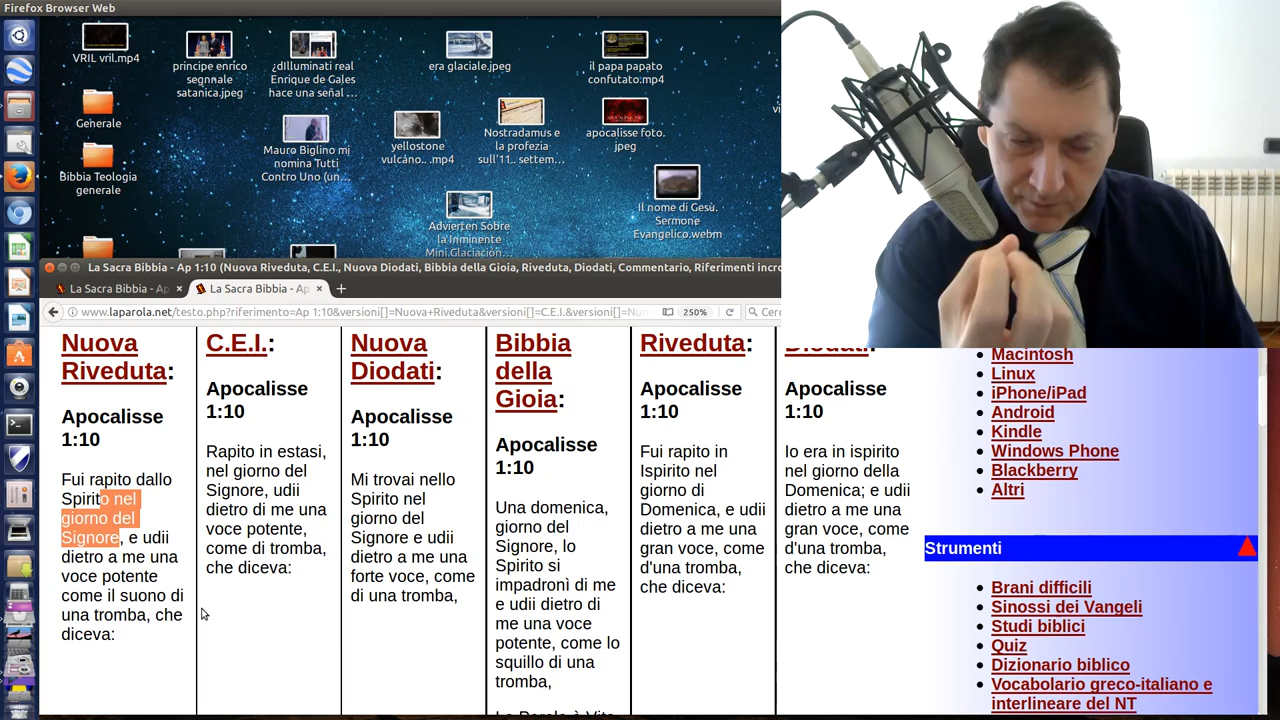 Firefox Browser Web
VRIL vril.mp4
principe enrico
segnnale
satanica.jpeg
¿dIlluminati real
Enrique de Gales
hace una señal ...
era glaciale.jpeg
il papa papato
confutato.mp4
Generale
Mauro Biglino mi
nomina Tutti
Contro Uno (un...
yellostone
vulcáno.. ..mp4
Nostradamus e
la profezia
sull'11.. settem...
apocalisse foto.
jpeg
Bibbia Teologia
generale
Advierten Sobre
la Inminente
Mini Glaciación...
Il nome di Gesù.
Sermone
Evangelico.webm
La Sacra Bibbia - Ap 1:10 (Nuova Riveduta, C.E.I., Nuova Diodati, Bibbia della Gioia, Riveduta, Diodati, Commentario, Riferimenti incro
La Sacra Bibbia - Ap
La Sacra Bibbia - Ap
www.laparola.net/testo.php?riferimento=Ap 1:10&versioni[]=Nuova+Riveduta&versioni[]=C.E.I.&versioni[]=Nu
250%
Cerc
Nuova
Riveduta:
Apocalisse
1:10
Fui rapito dallo
Spirito nel
giorno del
Signore, e udii
dietro a me una
voce potente
come il suono di
una tromba, che
diceva:
C.E.I.:
Apocalisse
1:10
Rapito in estasi,
nel giorno del
Signore, udii
dietro di me una
voce potente,
come di tromba,
che diceva:
Nuova
Diodati:
Apocalisse
1:10
Mi trovai nello
Spirito nel
giorno del
Signore e udii
dietro a me una
forte voce, come
di una tromba,
Bibbia
della
Gioia:
Apocalisse
1:10
Una domenica,
giorno del
Signore, lo
Spirito si
impadronì di me
e udii dietro di
me una voce
potente, come lo
squillo di una
tromba,
La Parola è Vita
Riveduta:
Apocalisse
1:10
Fui rapito in
Ispirito nel
giorno di
Domenica, e udii
dietro a me una
gran voce, come
d'una tromba,
che diceva:
Diodati:
Apocalisse
1:10
Io era in ispirito
nel giorno della
Domenica; e udii
dietro a me una
gran voce, come
d'una tromba,
che diceva:
Macintosh
Linux
iPhone/iPad
Android
Kindle
Windows Phone
Blackberry
Altri
Strumenti
Brani difficili
Sinossi dei Vangeli
Studi biblici
Quiz
Dizionario biblico
Vocabolario greco-italiano e
interlineare del NT